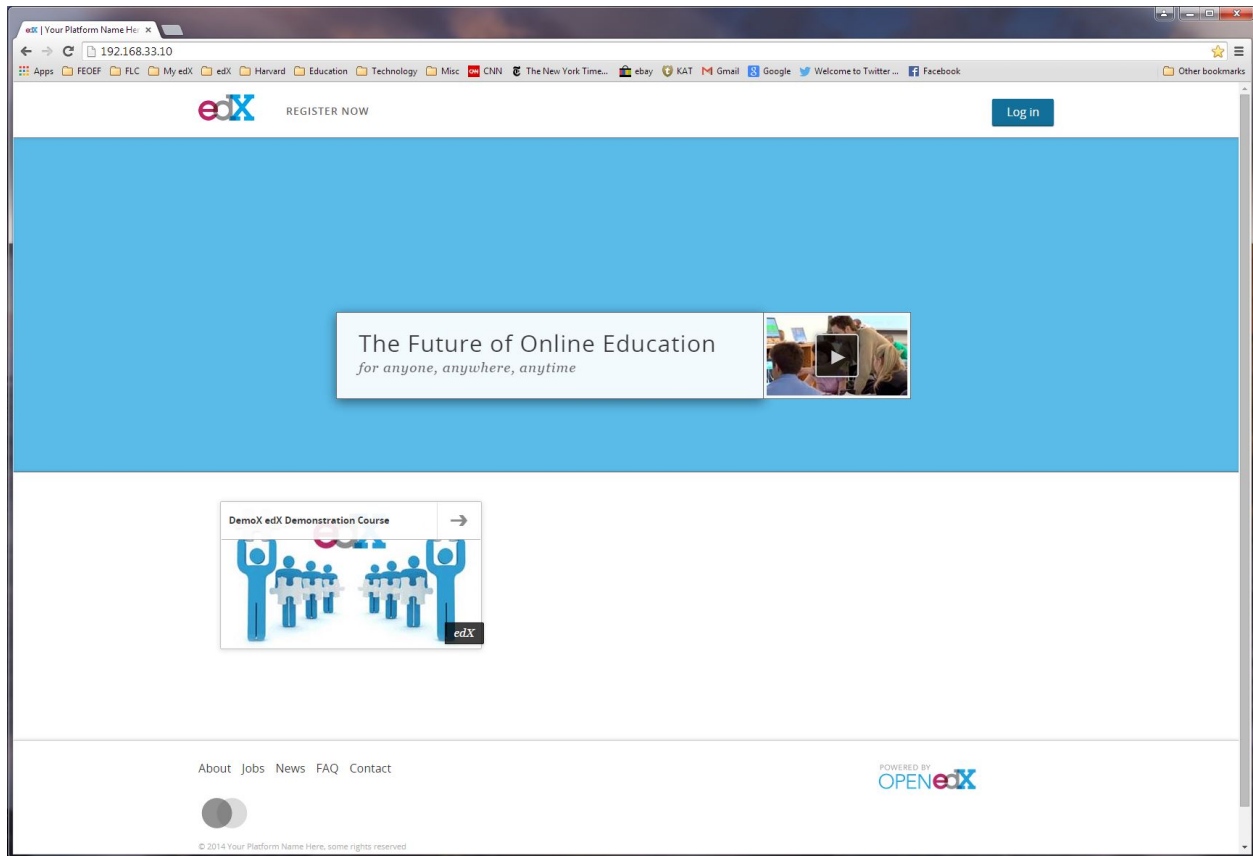 edX | Your Platform Name Her
192.168.33.10
Apps FEOEF FLC My edX edX Harvard Education Technology Misc CNN The New York Time... ebay KAT Gmail Google Welcome to Twitter ... Facebook Other bookmarks
edX REGISTER NOW Log in
The Future of Online Education
for anyone, anywhere, anytime
DemoX edX Demonstration Course
edX
edX
About Jobs News FAQ Contact
POWERED BY
OPEN edX
© 2014 Your Platform Name Here, some rights reserved